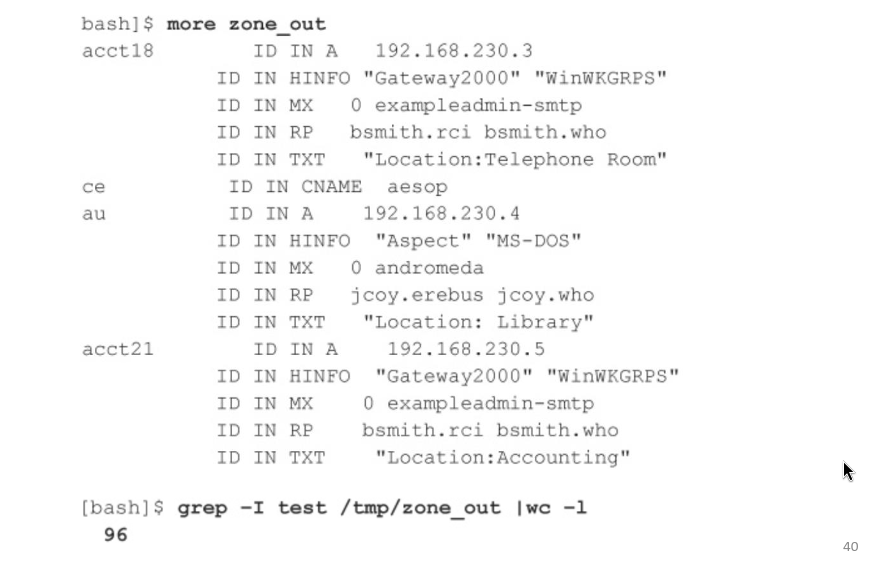 bash]$ more zone_out
acct18 ID IN A 192.168.230.3
ID IN HINFO "Gateway2000" "WinWKGRPS"
ID IN MX 0 exampleadmin-smtp
ID IN RP bsmith.rci bsmith.who
ID IN TXT "Location:Telephone Room"
ce ID IN CNAME aesop
au ID IN A 192.168.230.4
ID IN HINFO "Aspect" "MS-DOS"
ID IN MX 0 andromeda
ID IN RP jcoy.erebus jcoy.who
ID IN TXT "Location: Library"
acct21 ID IN A 192.168.230.5
ID IN HINFO "Gateway2000" "WinWKGRPS"
ID IN MX 0 exampleadmin-smtp
ID IN RP bsmith.rci bsmith.who
ID IN TXT "Location:Accounting"
[bash]$ grep –I test /tmp/zone_out |wc –l
96
40